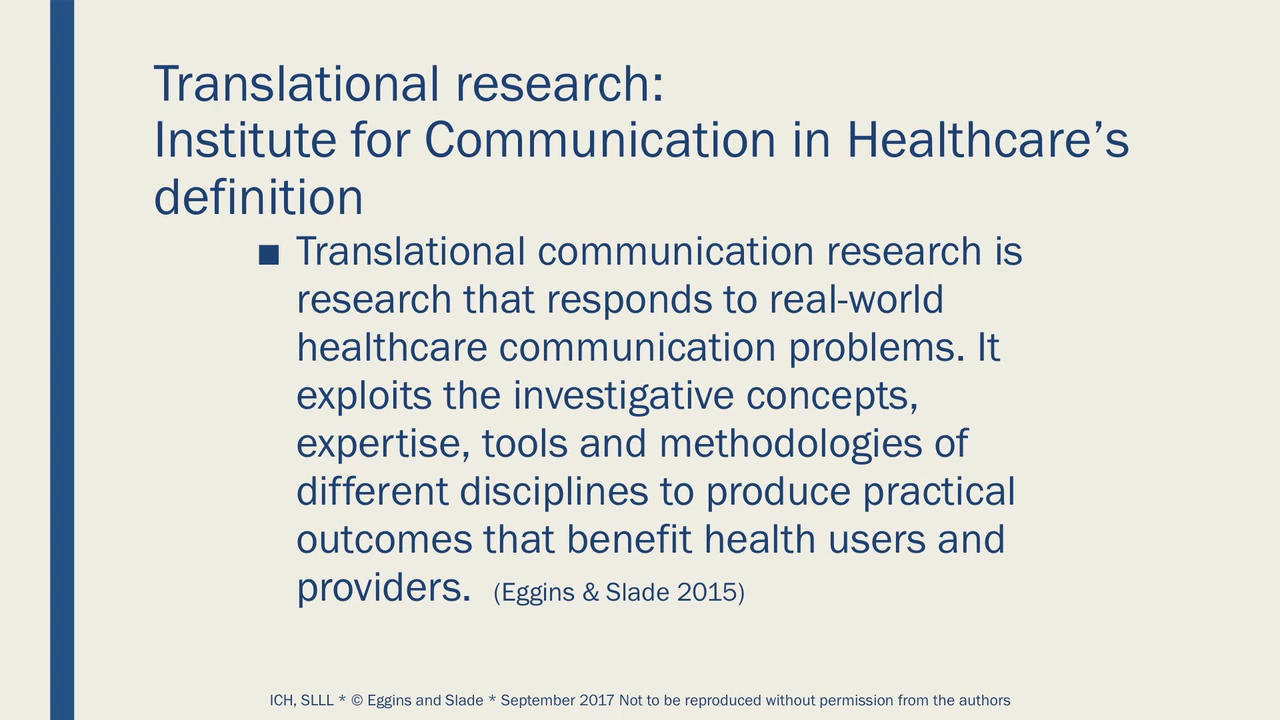 Translational research:
Institute for Communication in Healthcare’s
definition
■ Translational communication research is
research that responds to real-world
healthcare communication problems. It
exploits the investigative concepts,
expertise, tools and methodologies of
different disciplines to produce practical
outcomes that benefit health users and
providers. (Eggins & Slade 2015)
ICH, SLLL * © Eggins and Slade * September 2017 Not to be reproduced without permission from the authors